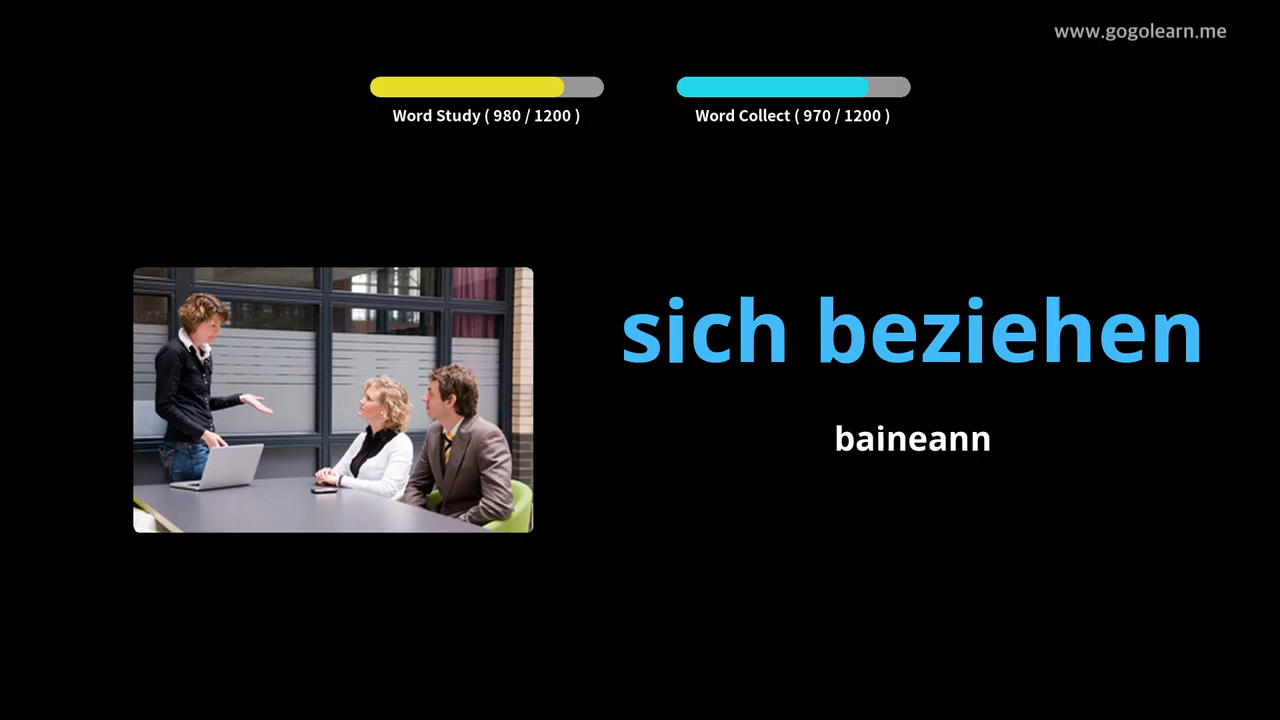 www.gogolearn.me
Word Study ( 980 / 1200 )
Word Collect ( 970 / 1200 )
sich beziehen
baineann